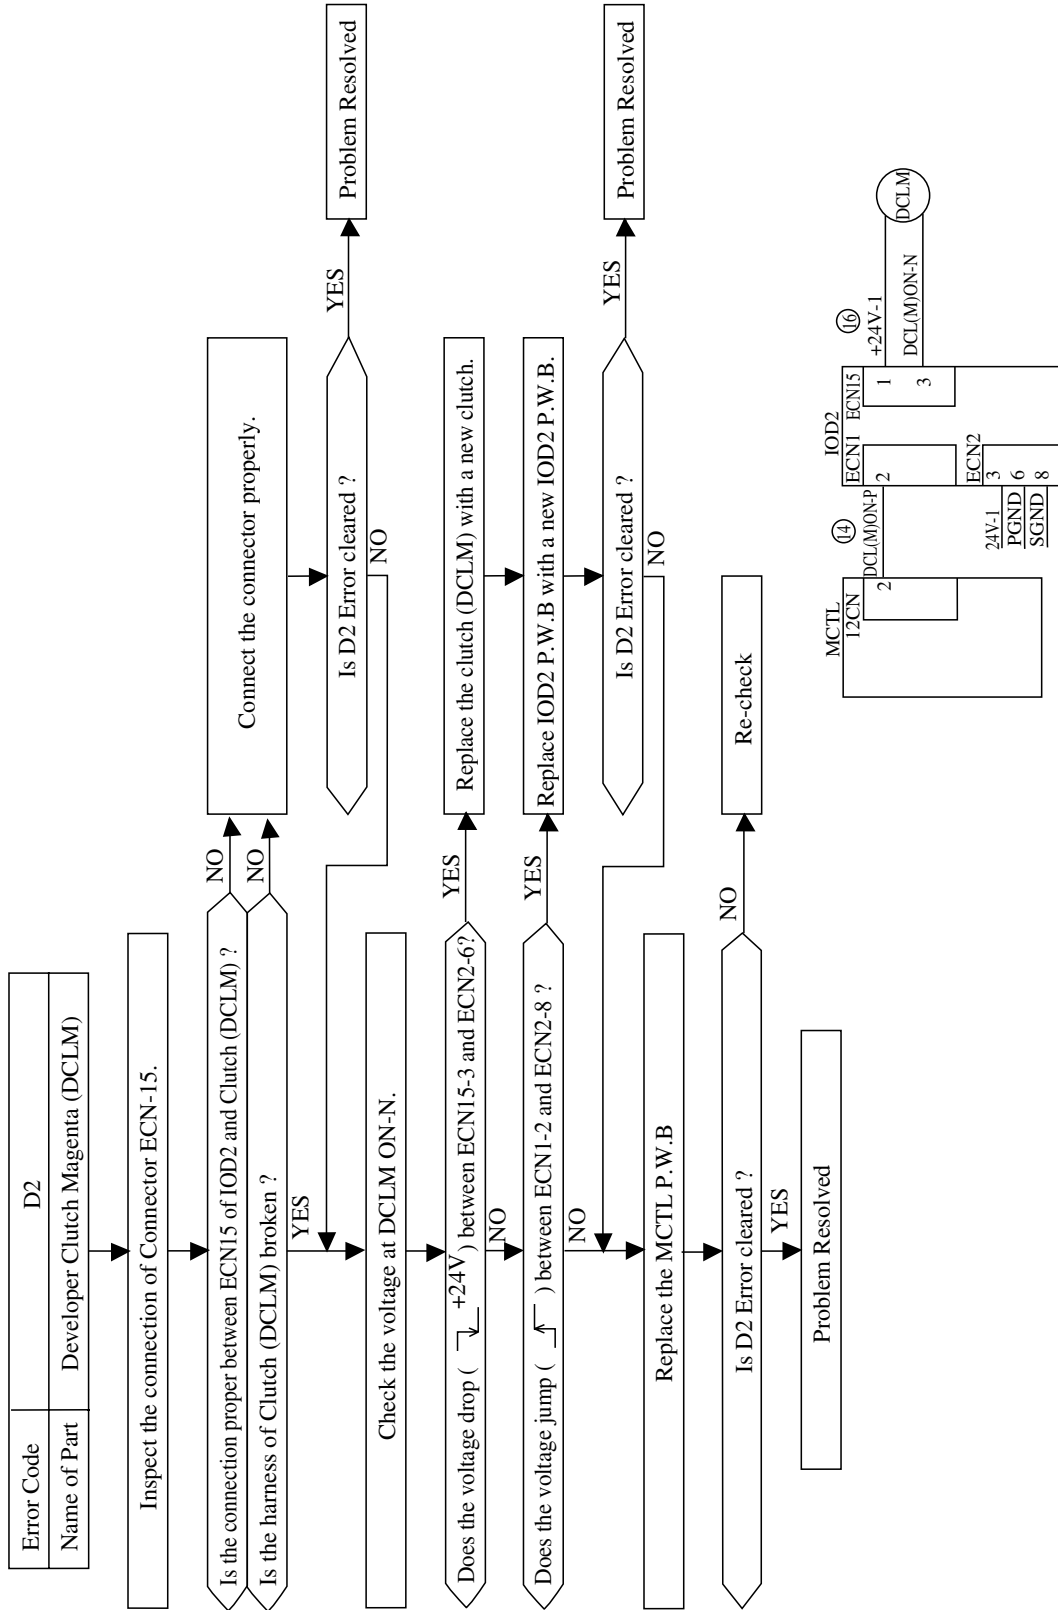 Error Code D2
Name of Part Developer Clutch Magenta (DCLM)
Inspect the connection of Connector ECN-15.
Is the connection proper between ECN15 of IOD2 and Clutch (DCLM) ?
NO
Is the harness of Clutch (DCLM) broken ?
NO
YES
Connect the connector properly.
Is D2 Error cleared ?
YES
Problem Resolved
NO
Check the voltage at DCLM ON-N.
Does the voltage drop ( +24V ) between ECN15-3 and ECN2-6?
YES
Replace the clutch (DCLM) with a new clutch.
NO
Does the voltage jump ( ) between ECN1-2 and ECN2-8 ?
YES
Replace IOD2 P.W.B with a new IOD2 P.W.B.
NO
Is D2 Error cleared ?
YES
Problem Resolved
NO
Replace the MCTL P.W.B
Is D2 Error cleared ?
NO
Re-check
YES
Problem Resolved
MCTL
12CN
2
⑭
DCL(M)ON-P
24V-1
PGND
SGND
IOD2
ECN1
2
ECN2
3
6
8
ECN15
1
3
⑯
+24V-1
DCL(M)ON-N
DCLM